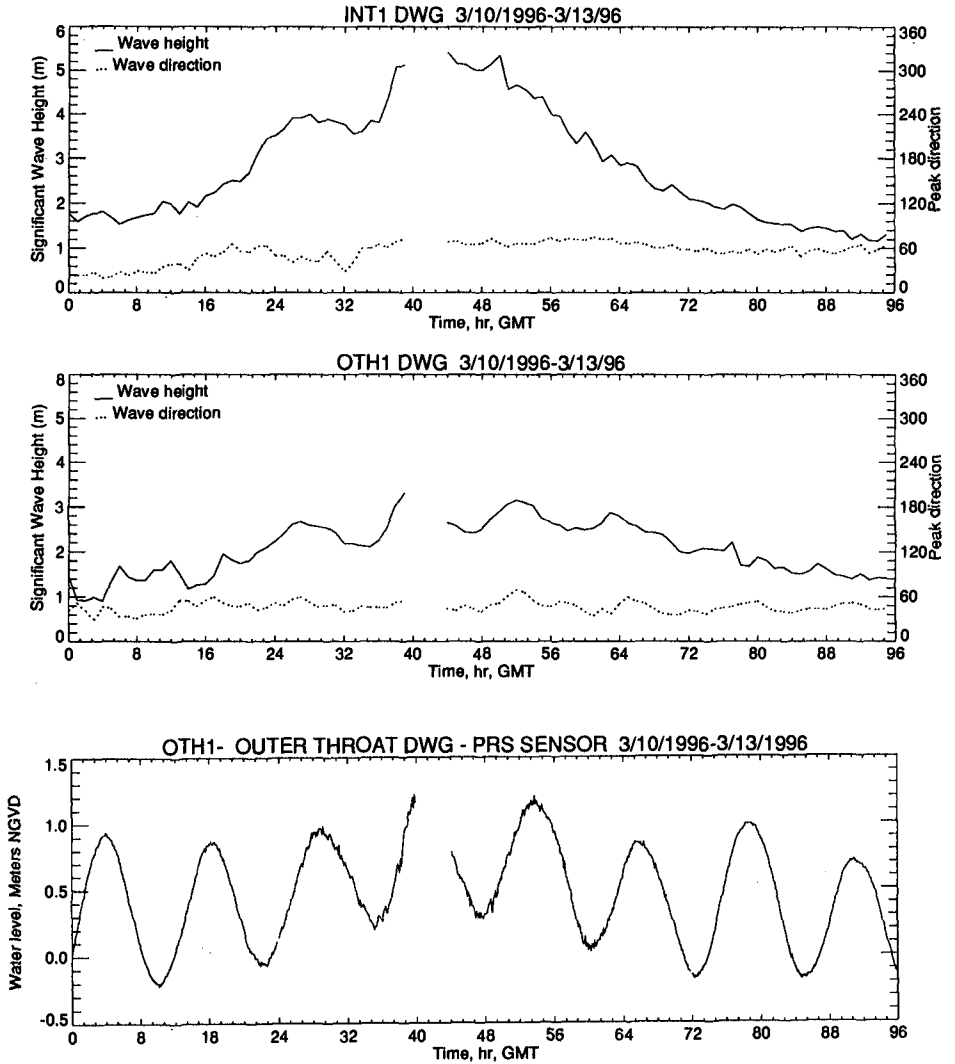 INT1 DWG 3/10/1996-3/13/96
Wave height
Wave direction
Significant Wave Height (m)
6
5
4
3
2
1
0
360
300
240
180
120
60
0
Peak direction
0 8 16 24 32 40 48 56 64 72 80 88 96
Time, hr, GMT
OTH1 DWG 3/10/1996-3/13/96
Wave height
Wave direction
Significant Wave Height (m)
8
5
4
3
2
1
0
360
300
240
180
120
60
0
Peak direction
0 8 16 24 32 40 48 56 64 72 80 88 96
Time, hr, GMT
OTH1- OUTER THROAT DWG - PRS SENSOR 3/10/1996-3/13/1996
Water level, Meters NGVD
1.5
1.0
0.5
0.0
-0.5
0 8 16 24 32 40 48 56 64 72 80 88 96
Time, hr, GMT